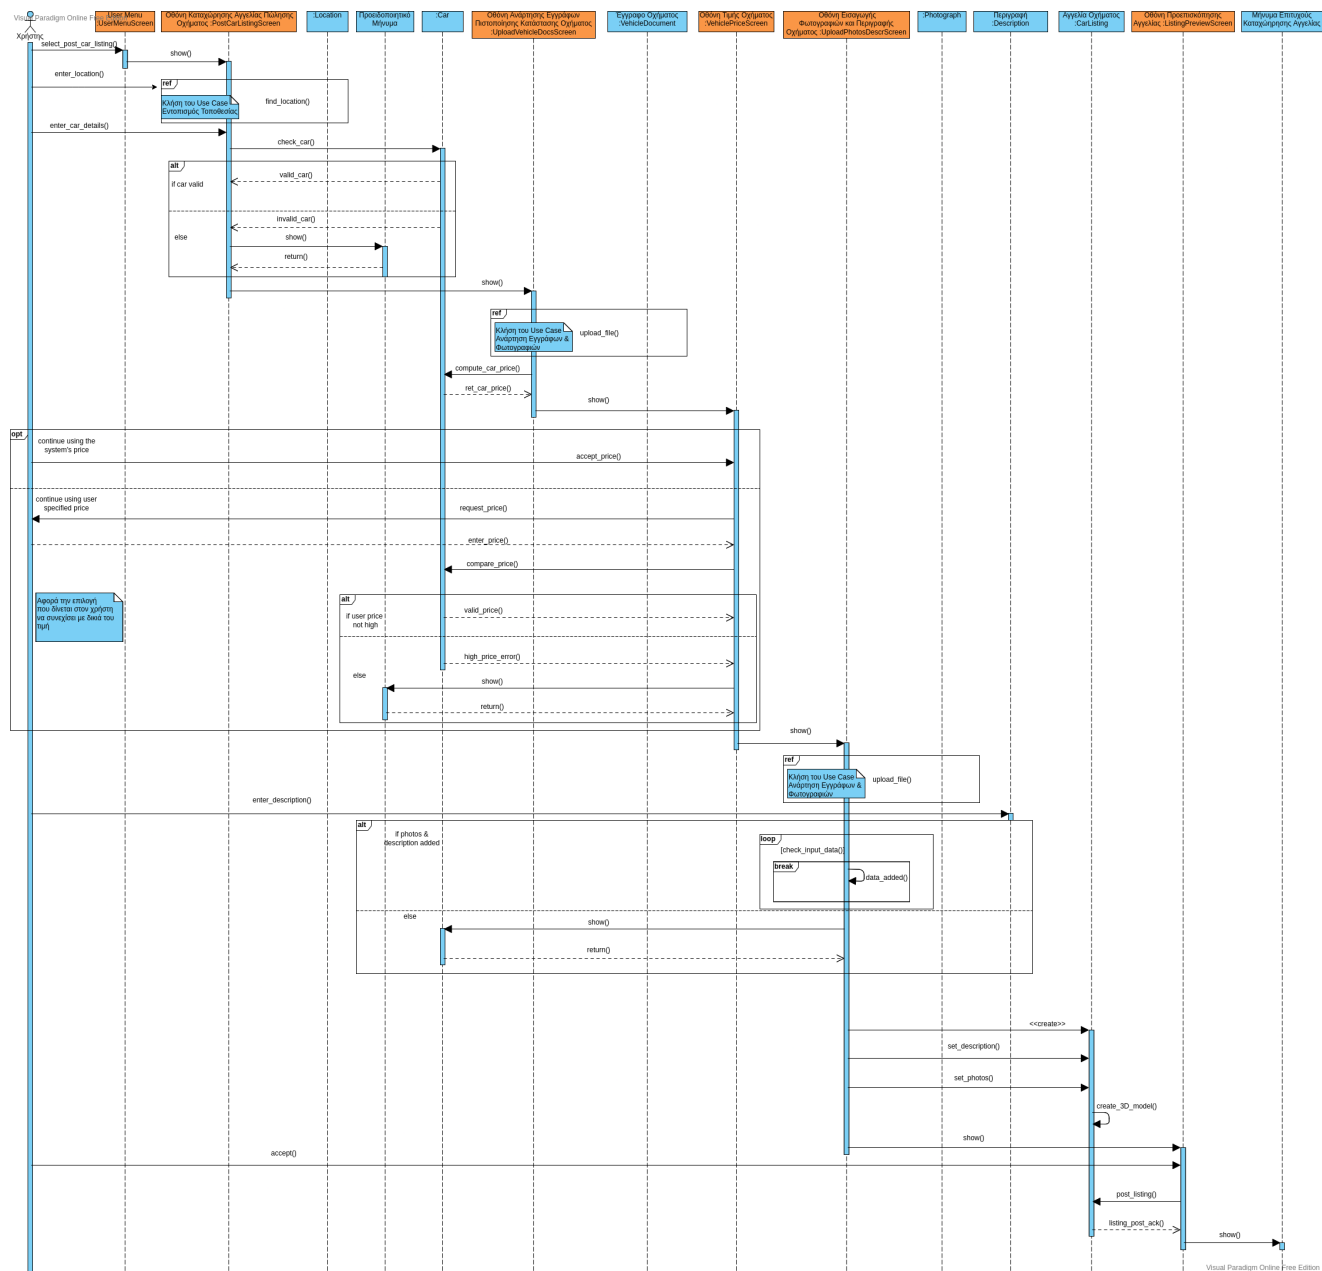 Visual Paradigm Online Free Edition
Χρήστης
User Menu
:UserMenuScreen
Οθόνη Καταχώρησης Αγγελίας Πώλησης
Οχήματος :PostCarListingScreen
:Location
Προειδοποιητικό
Μήνυμα
:Car
Οθόνη Ανάρτησης Εγγράφων
Πιστοποίησης Κατάστασης Οχήματος
:UploadVehicleDocsScreen
Έγγραφο Οχήματος
:VehicleDocument
Οθόνη Τιμής Οχήματος
:VehiclePriceScreen
Οθόνη Εισαγωγής
Φωτογραφιών και Περιγραφής
Οχήματος :UploadPhotosDescrScreen
:Photograph
Περιγραφή
:Description
Αγγελία Οχήματος
:CarListing
Οθόνη Προεπισκόπησης
Αγγελίας :ListingPreviewScreen
Μήνυμα Επιτυχούς
Καταχώρησης Αγγελίας
select_post_car_listing()
show()
enter_location()
ref
Κλήση του Use Case
Εντοπισμός Τοποθεσίας
find_location()
enter_car_details()
check_car()
alt
if car valid
valid_car()
invalid_car()
else
show()
return()
show()
ref
Κλήση του Use Case
Ανάρτηση Εγγράφων &
Φωτογραφιών
upload_file()
compute_car_price()
ret_car_price()
show()
opt
continue using the
system's price
accept_price()
continue using user
specified price
request_price()
enter_price()
compare_price()
Αφορά την επιλογή
που δίνεται στον χρήστη
να συνεχίσει με δικιά του
τιμή
alt
if user price
not high
valid_price()
high_price_error()
else
show()
return()
show()
ref
Κλήση του Use Case
Ανάρτηση Εγγράφων &
Φωτογραφιών
upload_file()
enter_description()
alt
if photos &
description added
loop
[check_input_data()]
break
data_added()
else
show()
return()
<<create>>
set_description()
set_photos()
create_3D_model()
show()
accept()
post_listing()
listing_post_ack()
show()
Visual Paradigm Online Free Edition